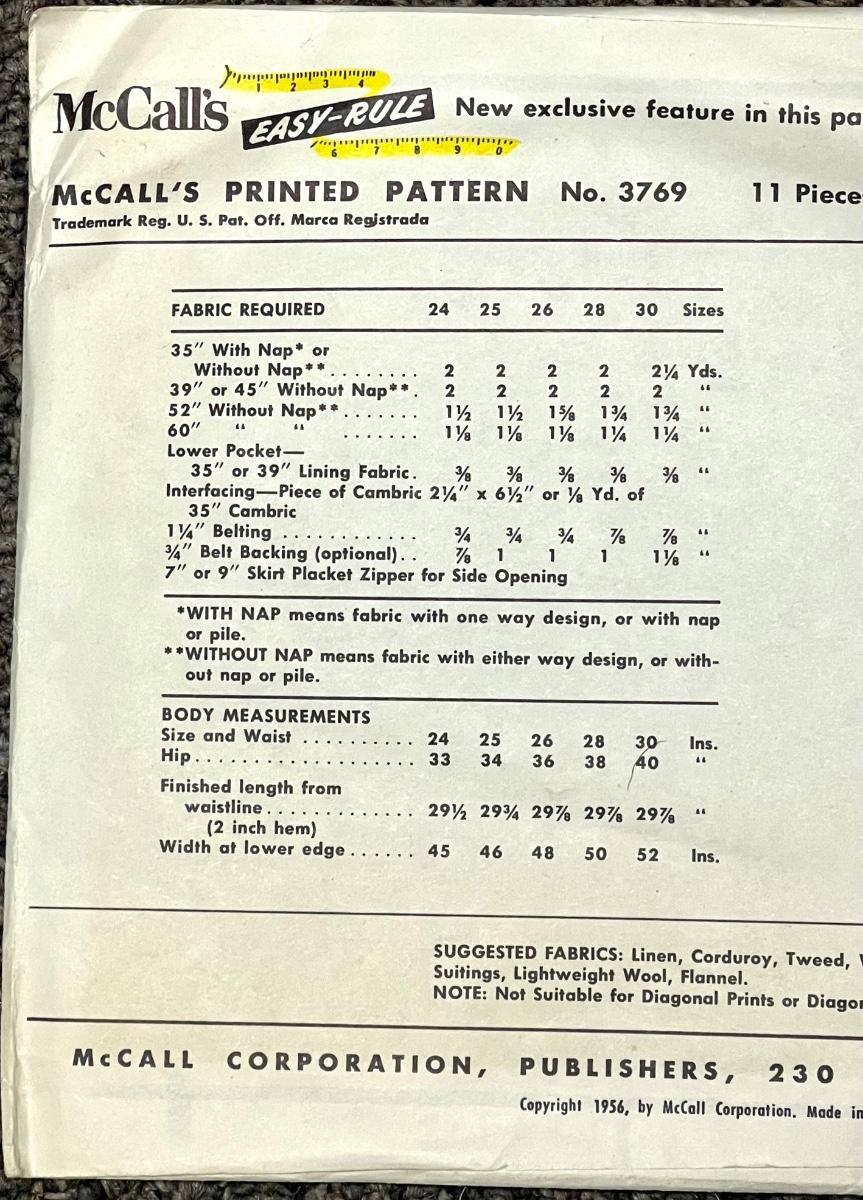 1 2 3 4
McCall's EASY-RULE New exclusive feature in this pa
6 7 8 9 0
McCALL'S PRINTED PATTERN No. 3769 11 Piece
Trademark Reg. U. S. Pat. Off. Marca Registrada
FABRIC REQUIRED 24 25 26 28 30 Sizes
35" With Nap* or
Without Nap**........ 2 2 2 2 2¼ Yds.
39" or 45" Without Nap**. 2 2 2 2 2 "
52" Without Nap**....... 1½ 1½ 1⅝ 1¾ 1¾ "
60" " " ....... 1⅛ 1⅛ 1⅛ 1¼ 1¼ "
Lower Pocket—
35" or 39" Lining Fabric. ⅜ ⅜ ⅜ ⅜ ⅜ "
Interfacing—Piece of Cambric 2¼" x 6½" or ⅛ Yd. of
35" Cambric
1¼" Belting ............ ¾ ¾ ¾ ⅞ ⅞ "
¾" Belt Backing (optional).. ⅞ 1 1 1 1⅛ "
7" or 9" Skirt Placket Zipper for Side Opening
*WITH NAP means fabric with one way design, or with nap
or pile.
**WITHOUT NAP means fabric with either way design, or with-
out nap or pile.
BODY MEASUREMENTS
Size and Waist .......... 24 25 26 28 30 Ins.
Hip.................... 33 34 36 38 40 "
Finished length from
waistline.............. 29½ 29¾ 29⅞ 29⅞ 29⅞ "
(2 inch hem)
Width at lower edge...... 45 46 48 50 52 Ins.
SUGGESTED FABRICS: Linen, Corduroy, Tweed,
Suitings, Lightweight Wool, Flannel.
NOTE: Not Suitable for Diagonal Prints or Diagon
McCALL CORPORATION, PUBLISHERS, 230
Copyright 1956, by McCall Corporation. Made in